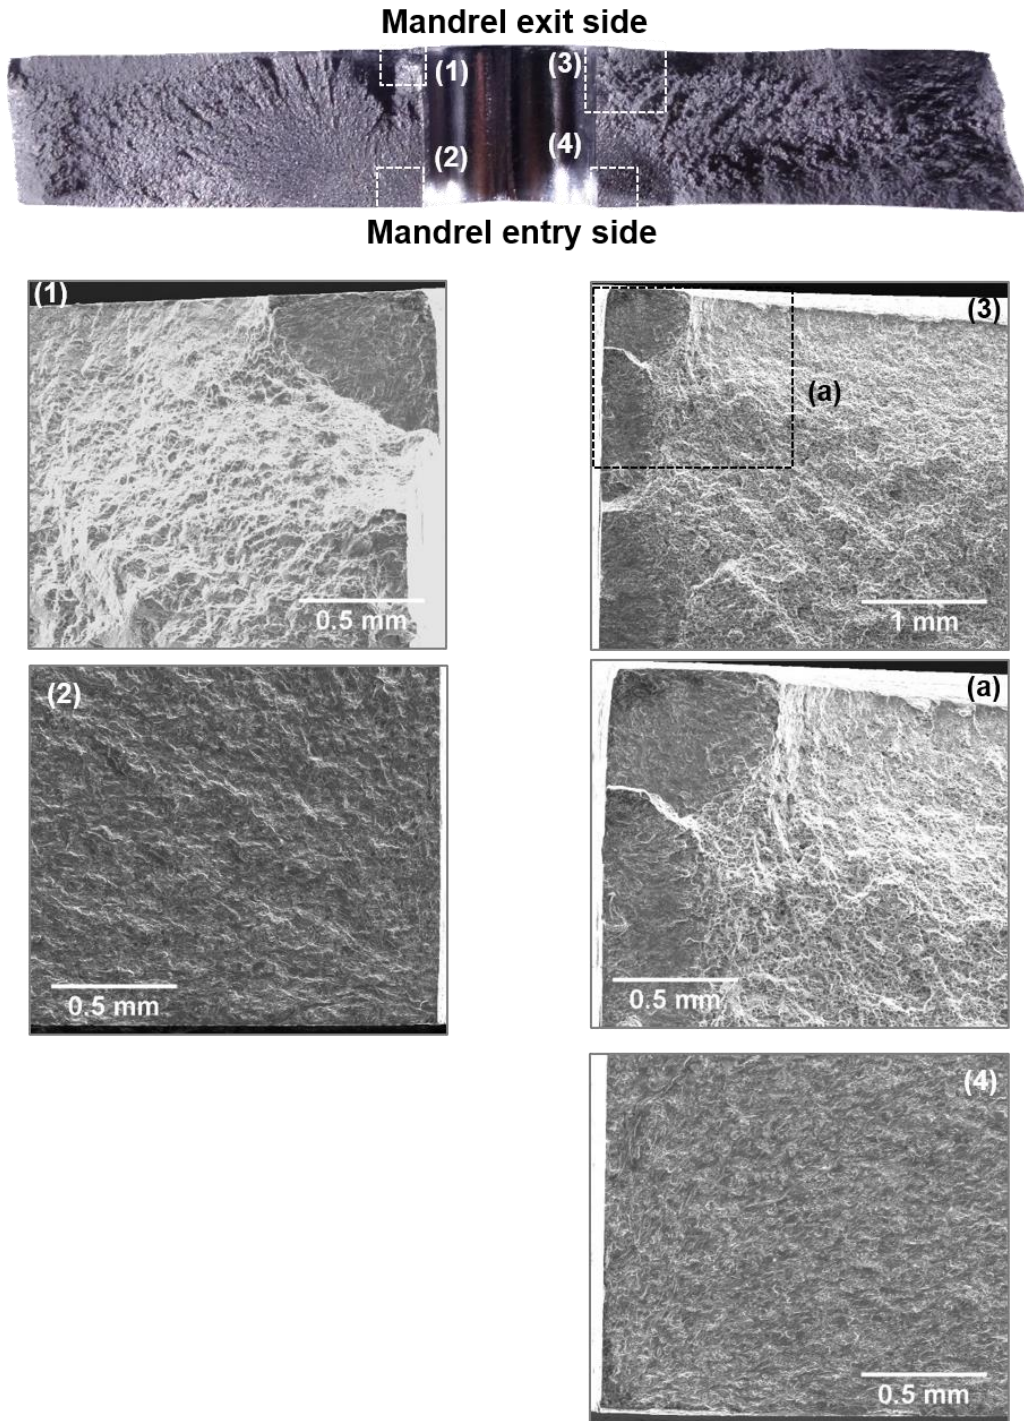 Mandrel exit side
(1)
(3)
(2)
(4)
Mandrel entry side
(1)
0.5 mm
(3)
(a)
1 mm
(2)
0.5 mm
(a)
0.5 mm
(4)
0.5 mm